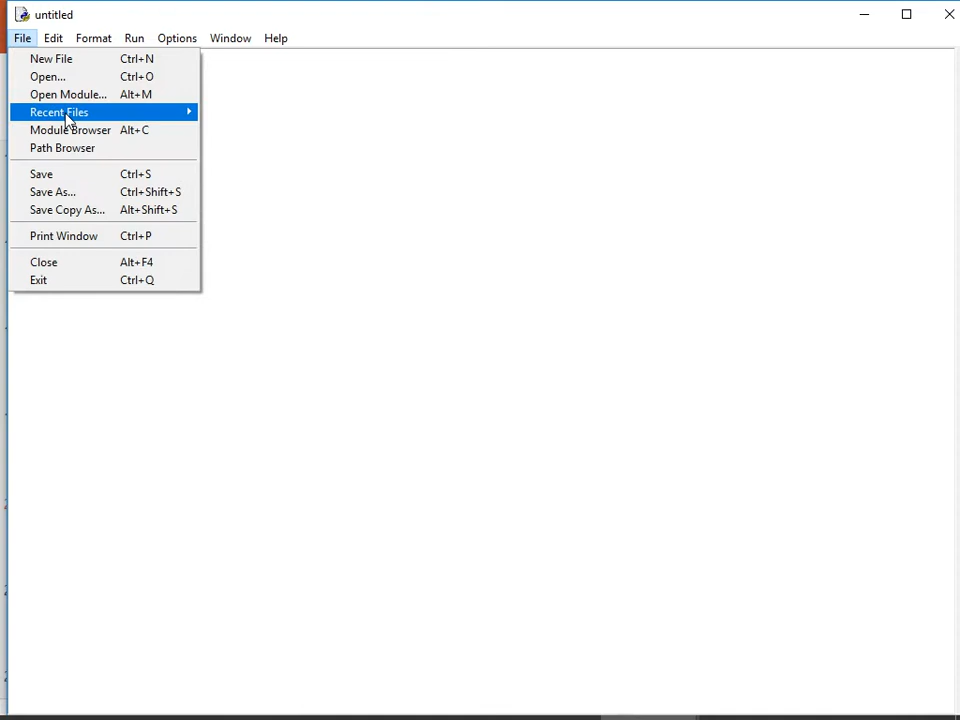 untitled
File Edit Format Run Options Window Help
New File Ctrl+N
Open... Ctrl+O
Open Module... Alt+M
Recent Files
Module Browser Alt+C
Path Browser
Save Ctrl+S
Save As... Ctrl+Shift+S
Save Copy As... Alt+Shift+S
Print Window Ctrl+P
Close Alt+F4
Exit Ctrl+Q